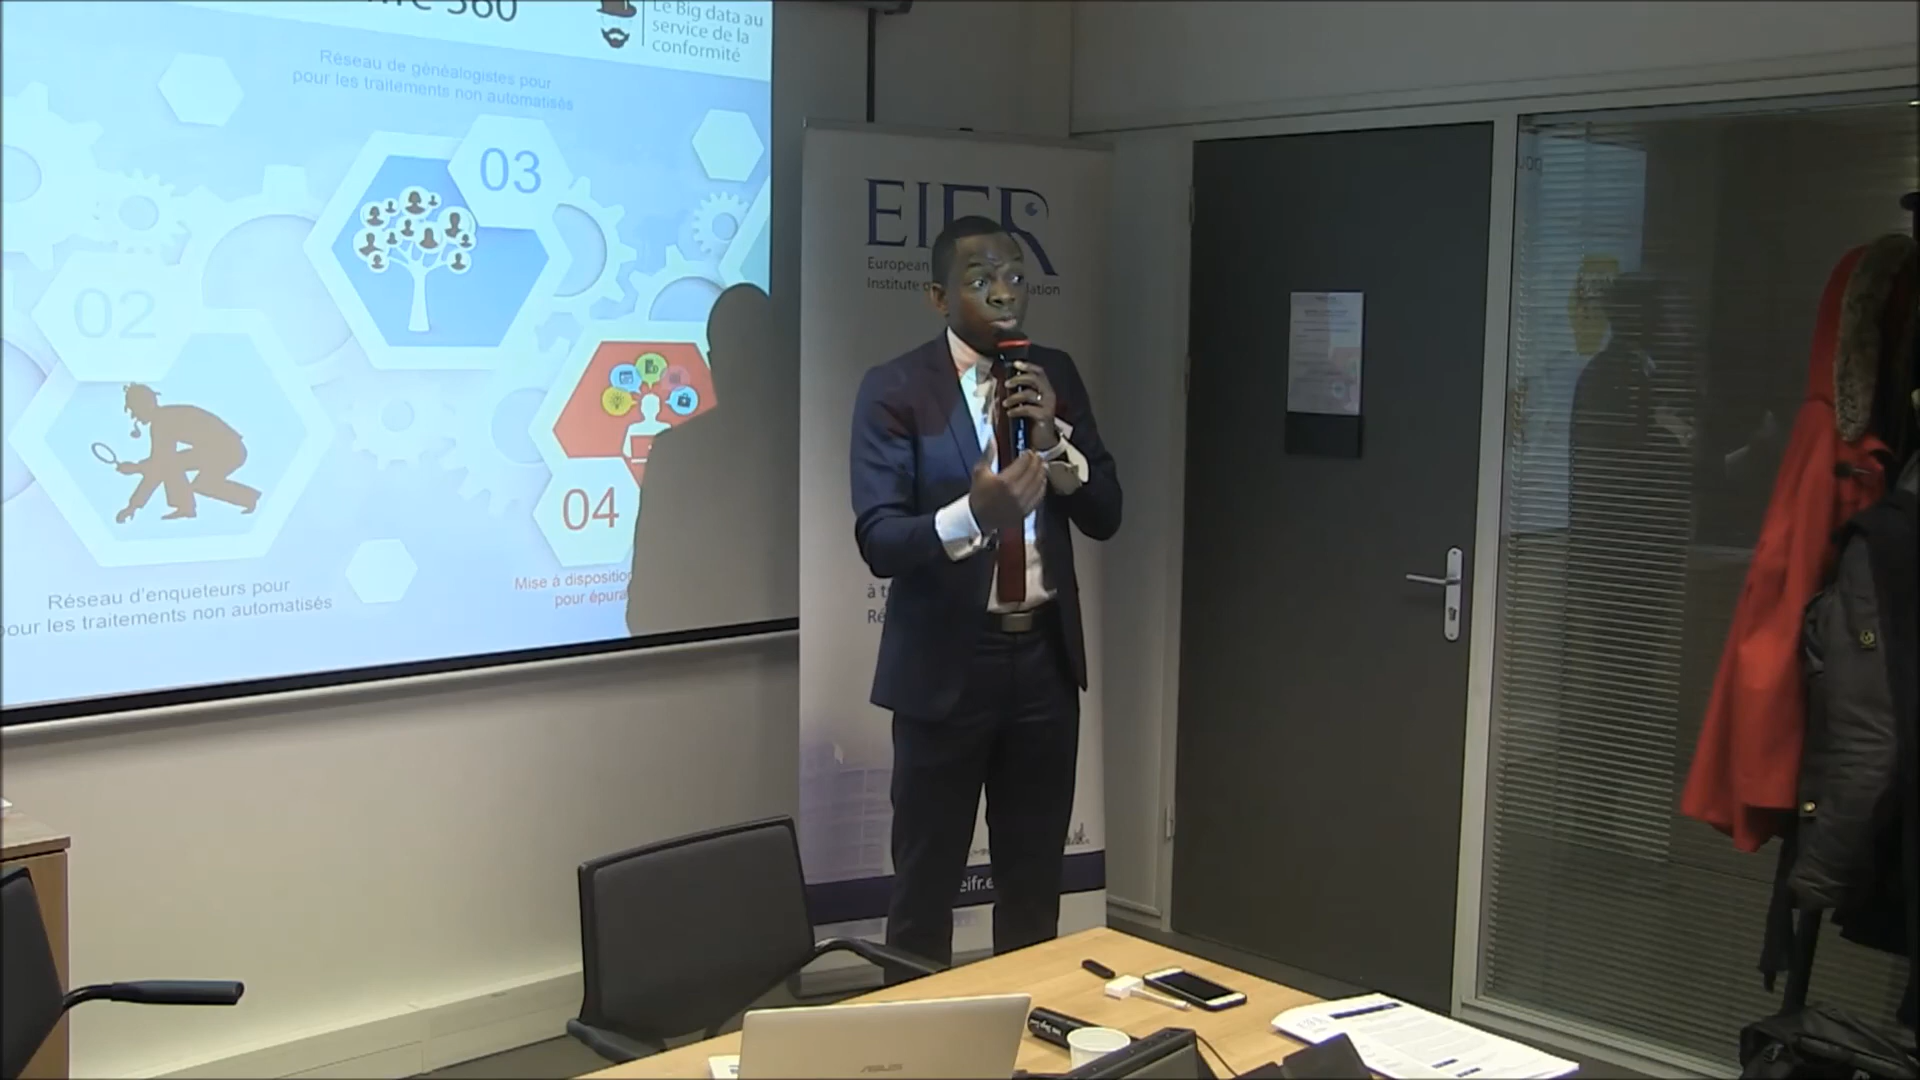 360
Le Big data au
service de la
conformité
Réseau de généalogistes pour
pour les traitements non automatisés
03
02
04
Réseau d'enqueteurs pour
pour les traitements non automatisés
Mise à disposition
pour épura
EIFR
European
Institute o
lation
à t
Ré
eifr.e
ASUS